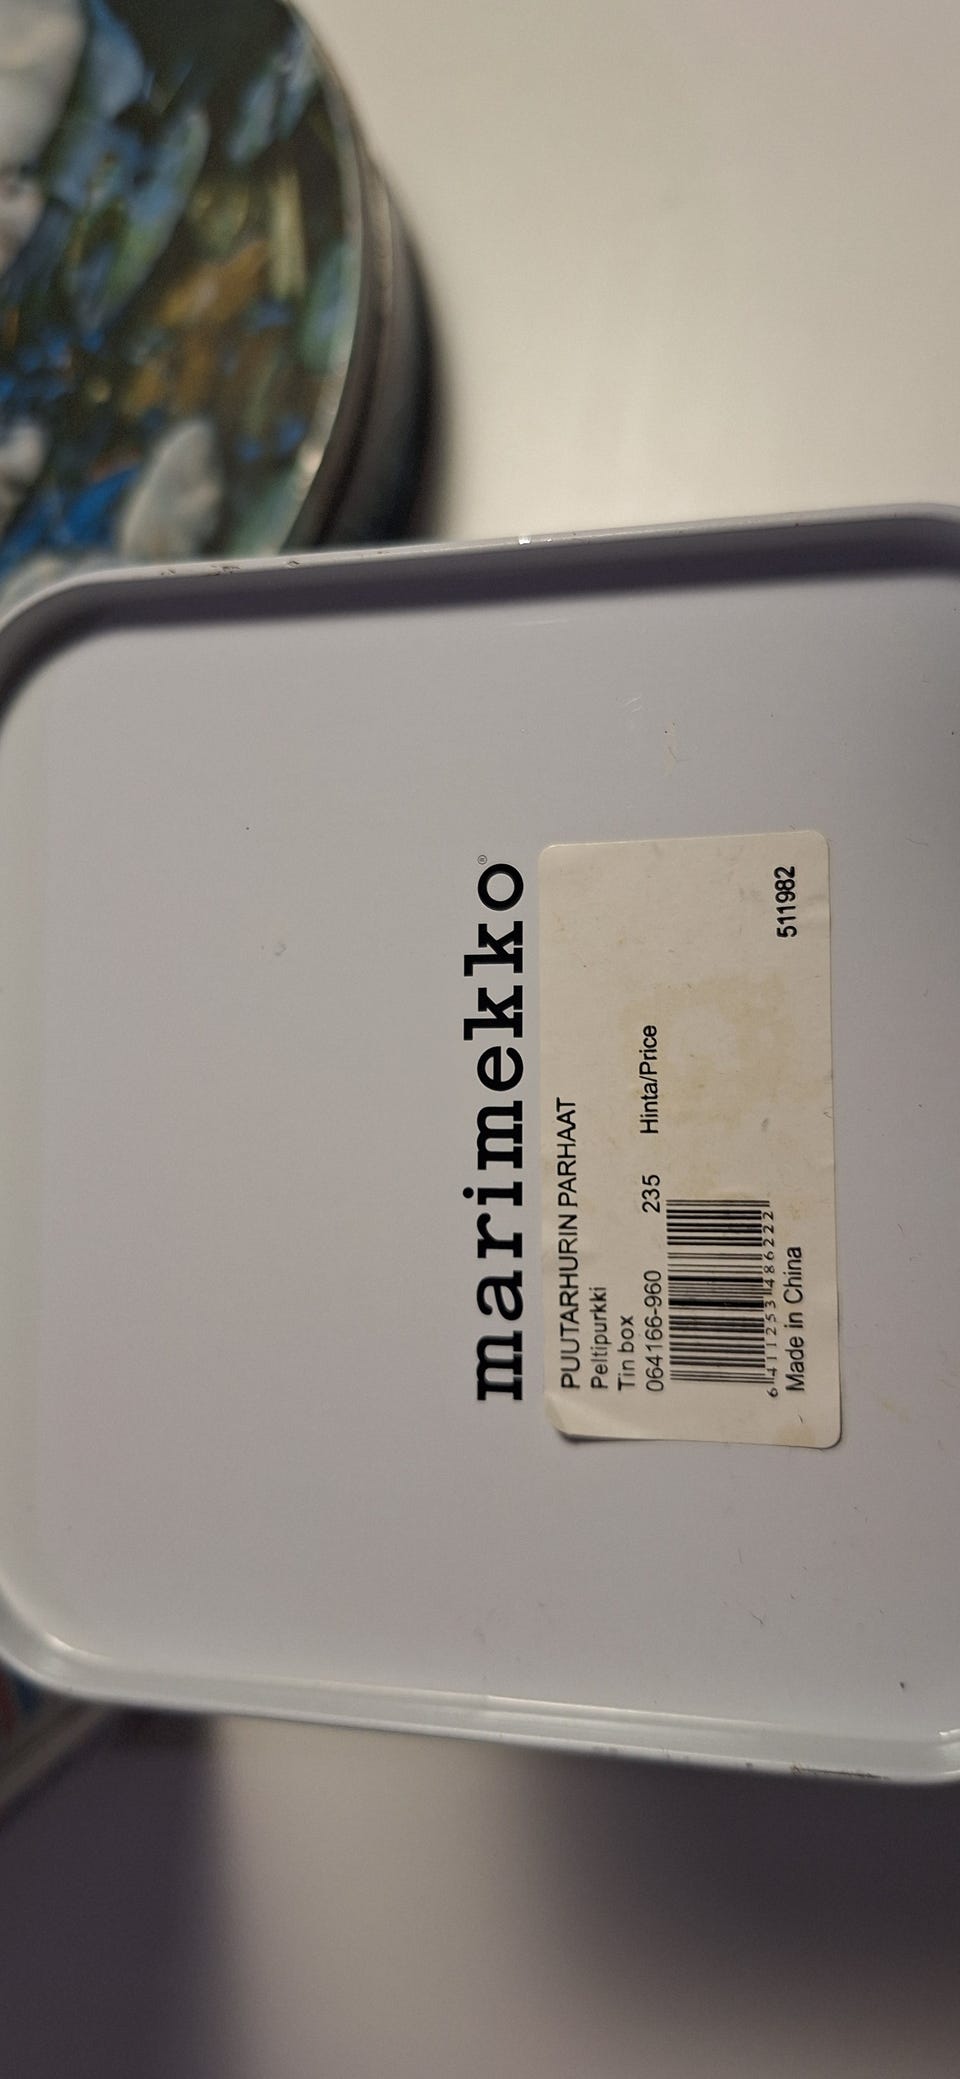 marimekko®
PUUTARHURIN PARHAAT
Peltipurkki
Tin box
064166-960 235 Hinta/Price
6 411253 486222
Made in China 511982